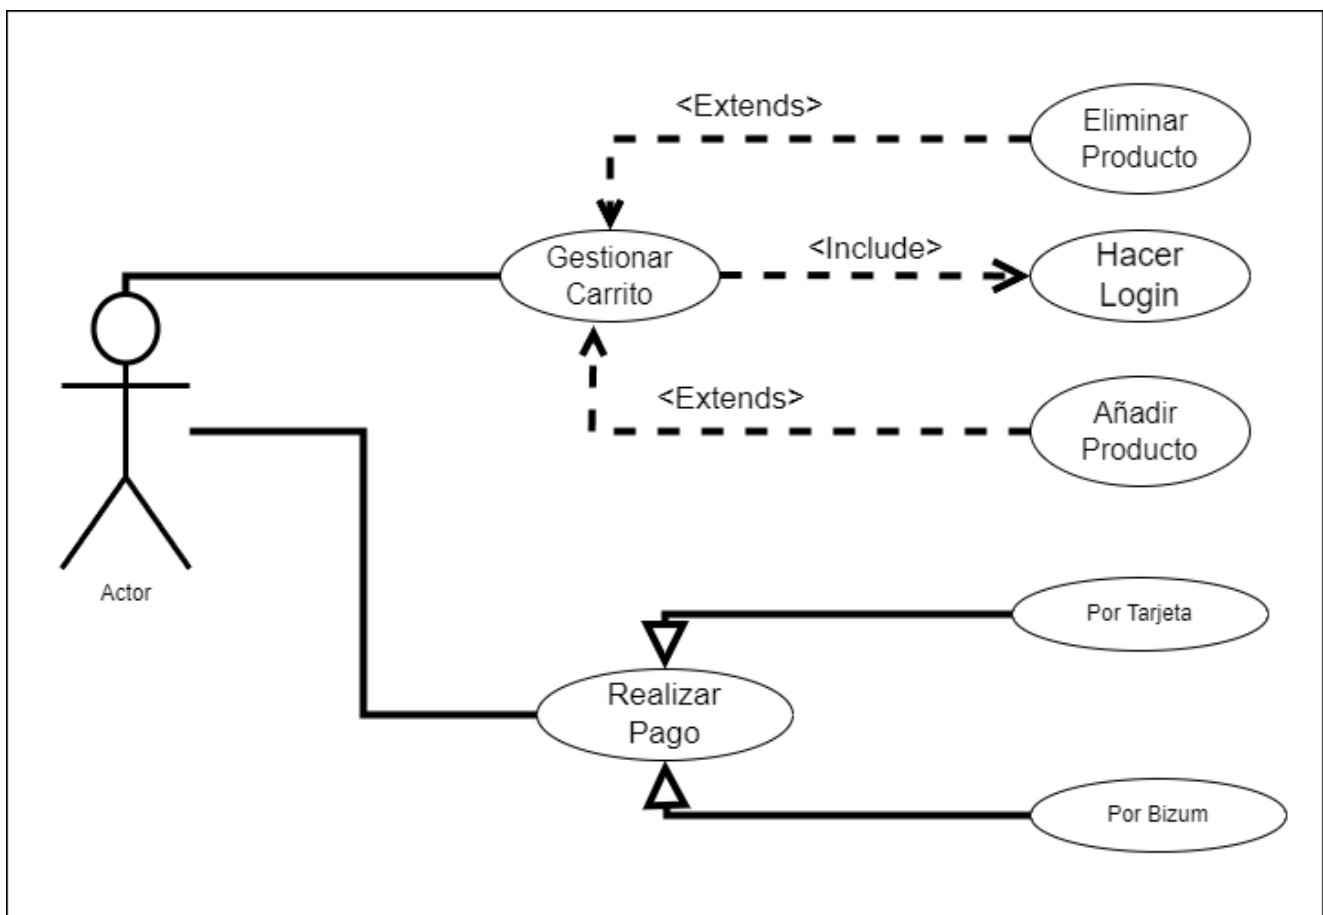 <Extends>
Eliminar
Producto
Gestionar
Carrito
<Include>
Hacer
Login
<Extends>
Añadir
Producto
Actor
Por Tarjeta
Realizar
Pago
Por Bizum